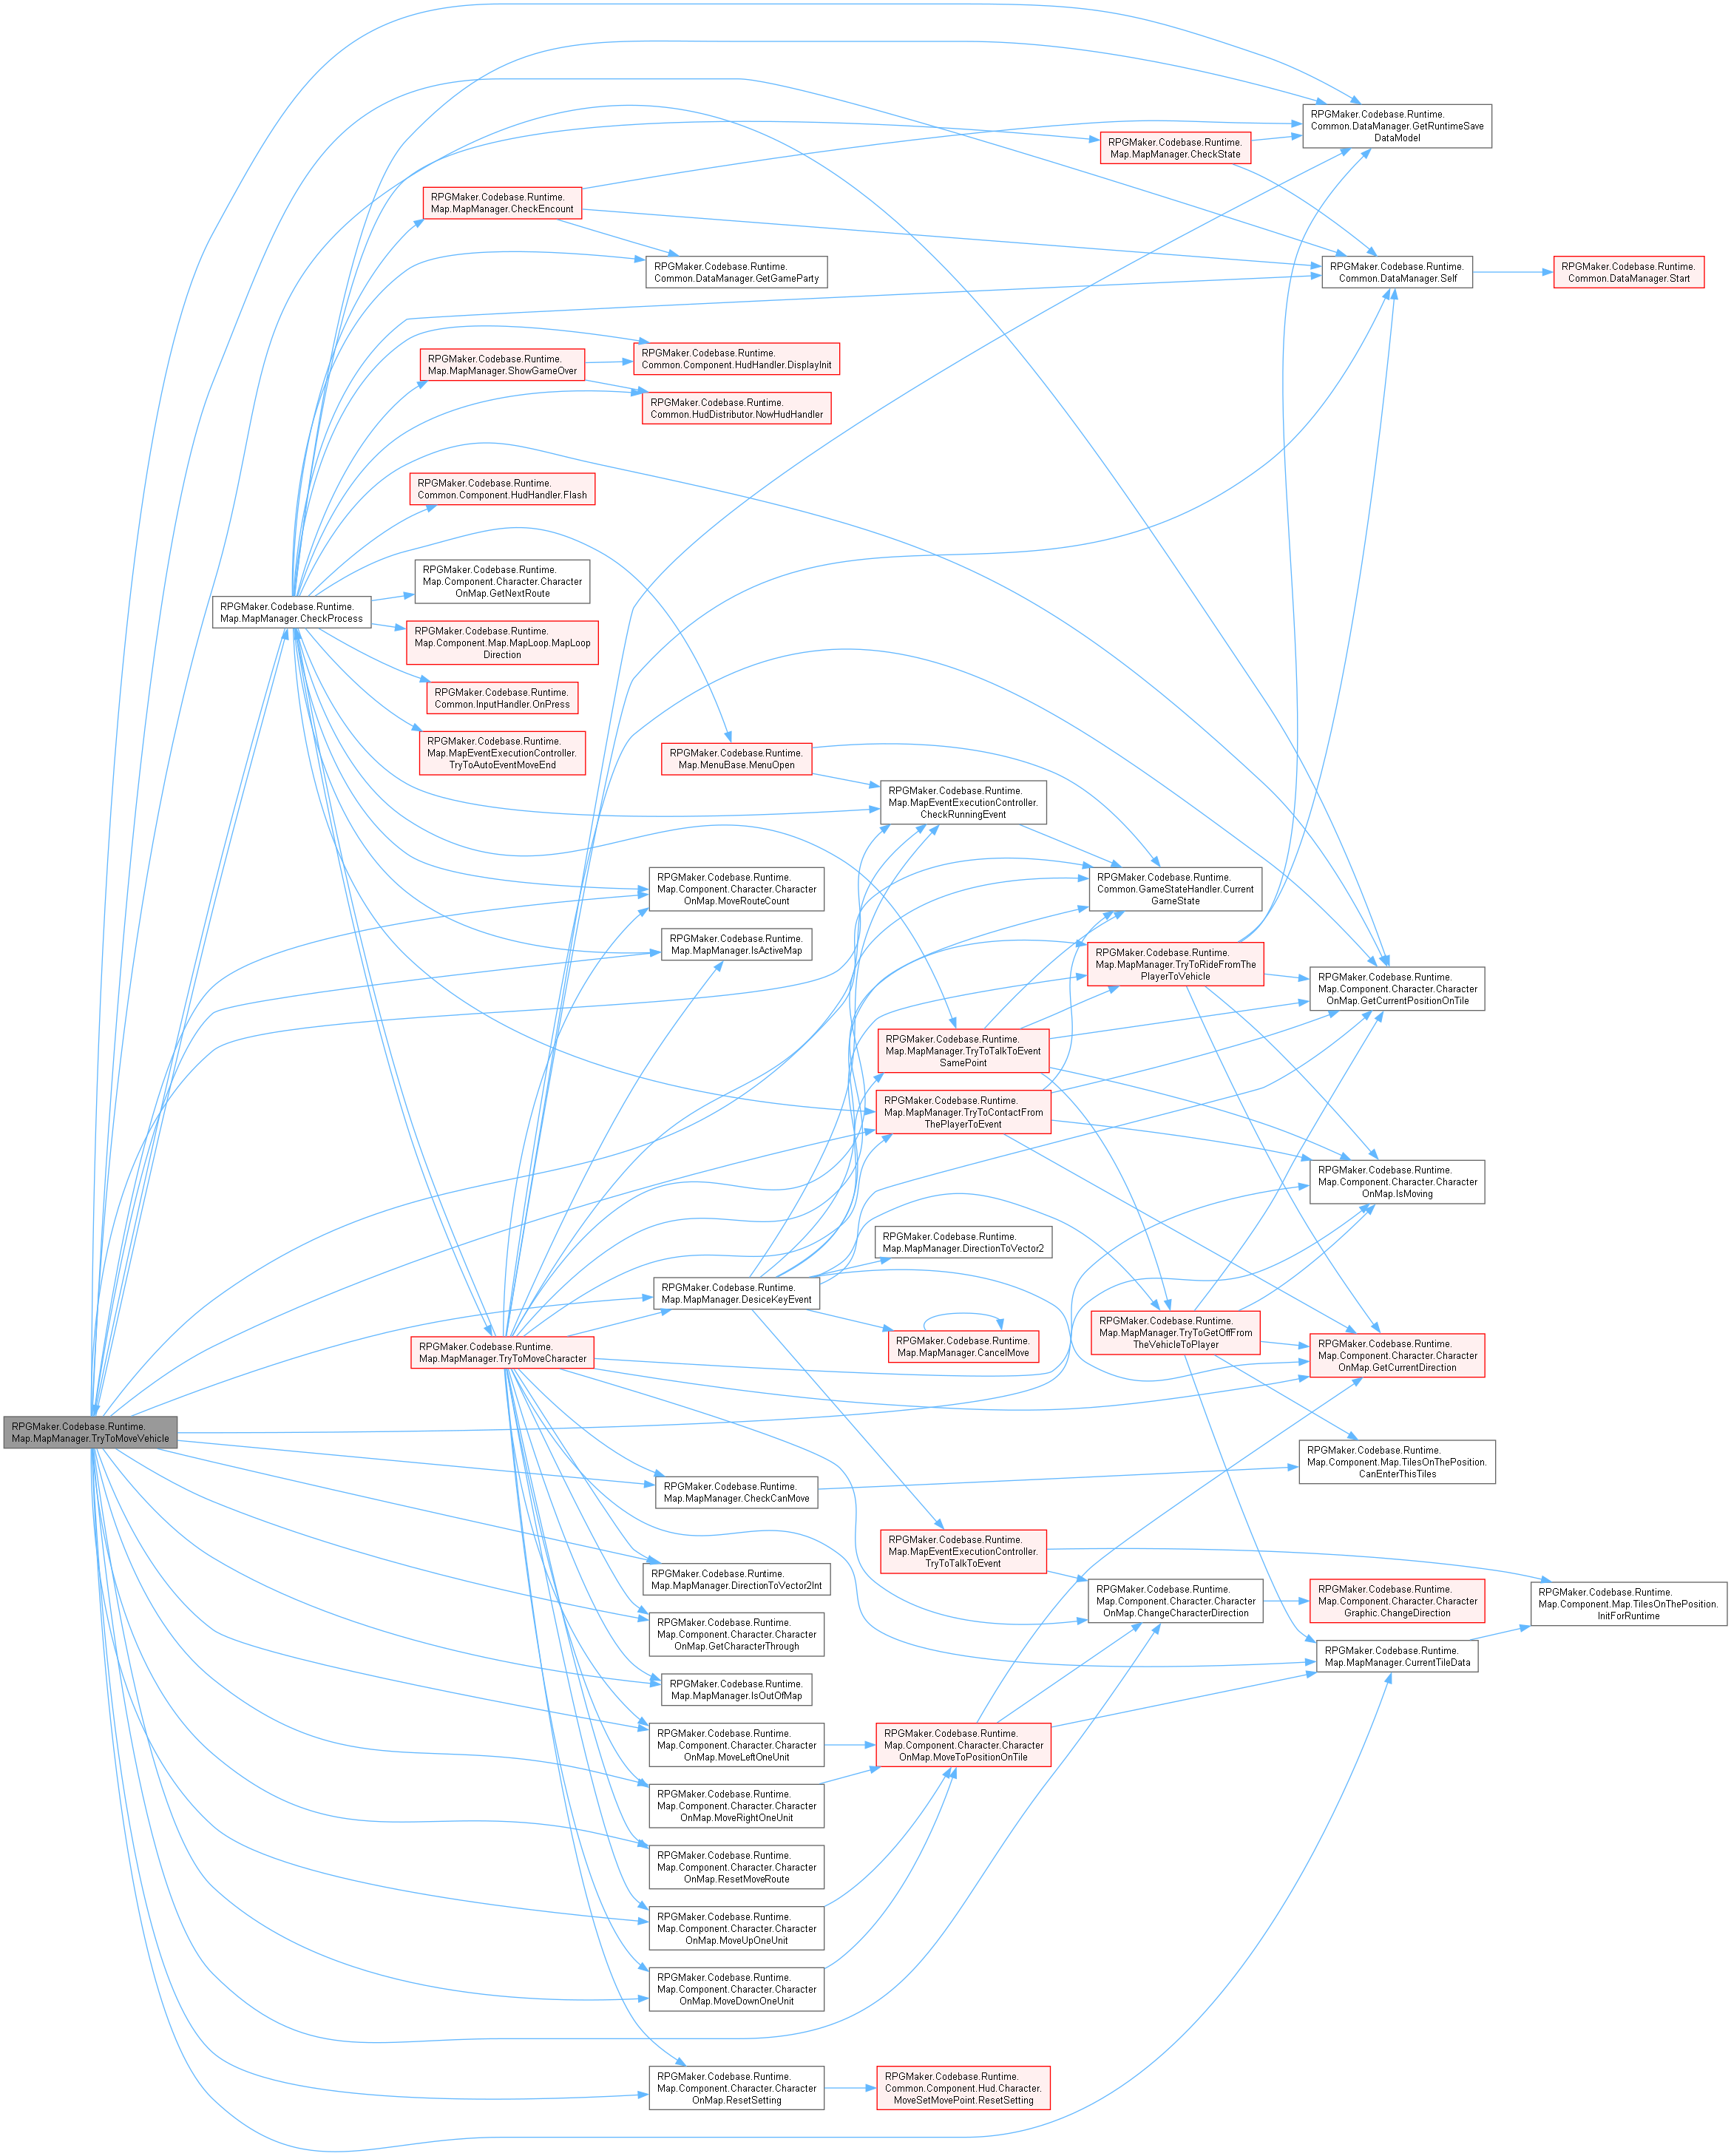 RPGMaker.Codebase.Runtime.
Common.DataManager.GetRuntimeSave
DataModel
RPGMaker.Codebase.Runtime.
Map.MapManager.CheckState
RPGMaker.Codebase.Runtime.
Map.MapManager.CheckEncount
RPGMaker.Codebase.Runtime.
Common.DataManager.GetGameParty
RPGMaker.Codebase.Runtime.
Common.DataManager.Self
RPGMaker.Codebase.Runtime.
Common.DataManager.Start
RPGMaker.Codebase.Runtime.
Map.MapManager.ShowGameOver
RPGMaker.Codebase.Runtime.
Common.Component.HudHandler.DisplayInit
RPGMaker.Codebase.Runtime.
Common.HudDistributor.NowHudHandler
RPGMaker.Codebase.Runtime.
Common.Component.HudHandler.Flash
RPGMaker.Codebase.Runtime.
Map.Component.Character.Character
OnMap.GetNextRoute
RPGMaker.Codebase.Runtime.
Map.MapManager.CheckProcess
RPGMaker.Codebase.Runtime.
Map.Component.Map.MapLoop.MapLoop
Direction
RPGMaker.Codebase.Runtime.
Common.InputHandler.OnPress
RPGMaker.Codebase.Runtime.
Map.MapEventExecutionController.
TryToAutoEventMoveEnd
RPGMaker.Codebase.Runtime.
Map.MenuBase.MenuOpen
RPGMaker.Codebase.Runtime.
Map.MapEventExecutionController.
CheckRunningEvent
RPGMaker.Codebase.Runtime.
Map.Component.Character.Character
OnMap.MoveRouteCount
RPGMaker.Codebase.Runtime.
Common.GameStateHandler.Current
GameState
RPGMaker.Codebase.Runtime.
Map.MapManager.IsActiveMap
RPGMaker.Codebase.Runtime.
Map.MapManager.TryToRideFromThe
PlayerToVehicle
RPGMaker.Codebase.Runtime.
Map.Component.Character.Character
OnMap.GetCurrentPositionOnTile
RPGMaker.Codebase.Runtime.
Map.MapManager.TryToTalkToEvent
SamePoint
RPGMaker.Codebase.Runtime.
Map.MapManager.TryToContactFrom
ThePlayerToEvent
RPGMaker.Codebase.Runtime.
Map.Component.Character.Character
OnMap.IsMoving
RPGMaker.Codebase.Runtime.
Map.MapManager.DirectionToVector2
RPGMaker.Codebase.Runtime.
Map.MapManager.DesiceKeyEvent
RPGMaker.Codebase.Runtime.
Map.MapManager.CancelMove
RPGMaker.Codebase.Runtime.
Map.MapManager.TryToGetOffFrom
TheVehicleToPlayer
RPGMaker.Codebase.Runtime.
Map.Component.Character.Character
OnMap.GetCurrentDirection
RPGMaker.Codebase.Runtime.
Map.MapManager.TryToMoveCharacter
RPGMaker.Codebase.Runtime.
Map.MapManager.TryToMoveVehicle
RPGMaker.Codebase.Runtime.
Map.Component.Map.TilesOnThePosition.
CanEnterThisTiles
RPGMaker.Codebase.Runtime.
Map.MapManager.CheckCanMove
RPGMaker.Codebase.Runtime.
Map.MapEventExecutionController.
TryToTalkToEvent
RPGMaker.Codebase.Runtime.
Map.MapManager.DirectionToVector2Int
RPGMaker.Codebase.Runtime.
Map.Component.Character.Character
OnMap.ChangeCharacterDirection
RPGMaker.Codebase.Runtime.
Map.Component.Character.Character
Graphic.ChangeDirection
RPGMaker.Codebase.Runtime.
Map.Component.Map.TilesOnThePosition.
InitForRuntime
RPGMaker.Codebase.Runtime.
Map.Component.Character.Character
OnMap.GetCharacterThrough
RPGMaker.Codebase.Runtime.
Map.MapManager.CurrentTileData
RPGMaker.Codebase.Runtime.
Map.MapManager.IsOutOfMap
RPGMaker.Codebase.Runtime.
Map.Component.Character.Character
OnMap.MoveLeftOneUnit
RPGMaker.Codebase.Runtime.
Map.Component.Character.Character
OnMap.MoveToPositionOnTile
RPGMaker.Codebase.Runtime.
Map.Component.Character.Character
OnMap.MoveRightOneUnit
RPGMaker.Codebase.Runtime.
Map.Component.Character.Character
OnMap.ResetMoveRoute
RPGMaker.Codebase.Runtime.
Map.Component.Character.Character
OnMap.MoveUpOneUnit
RPGMaker.Codebase.Runtime.
Map.Component.Character.Character
OnMap.MoveDownOneUnit
RPGMaker.Codebase.Runtime.
Map.Component.Character.Character
OnMap.ResetSetting
RPGMaker.Codebase.Runtime.
Common.Component.Hud.Character.
MoveSetMovePoint.ResetSetting